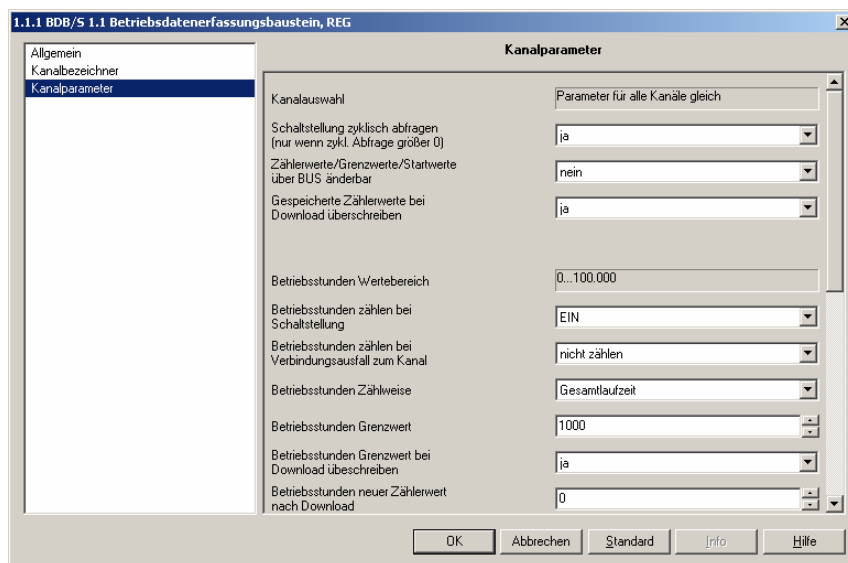 1.1.1 BDB/S 1.1 Betriebsdatenerfassungsbaustein, REG
Allgemein
Kanalbezeichner
Kanalparameter
Kanalparameter
Kanalauswahl
Parameter für alle Kanäle gleich
Schaltstellung zyklisch abfragen
(nur wenn zykl. Abfrage größer 0)
ja
Zählerwerte/Grenzwerte/Startwerte
über BUS änderbar
nein
Gespeicherte Zählerwerte bei
Download überschreiben
ja
Betriebsstunden Wertebereich
0...100.000
Betriebsstunden zählen bei
Schaltstellung
EIN
Betriebsstunden zählen bei
Verbindungsausfall zum Kanal
nicht zählen
Betriebsstunden Zählweise
Gesamtlaufzeit
Betriebsstunden Grenzwert
1000
Betriebsstunden Grenzwert bei
Download übeschreiben
ja
Betriebsstunden neuer Zählerwert
nach Download
0
OK
Abbrechen
Standard
Info
Hilfe